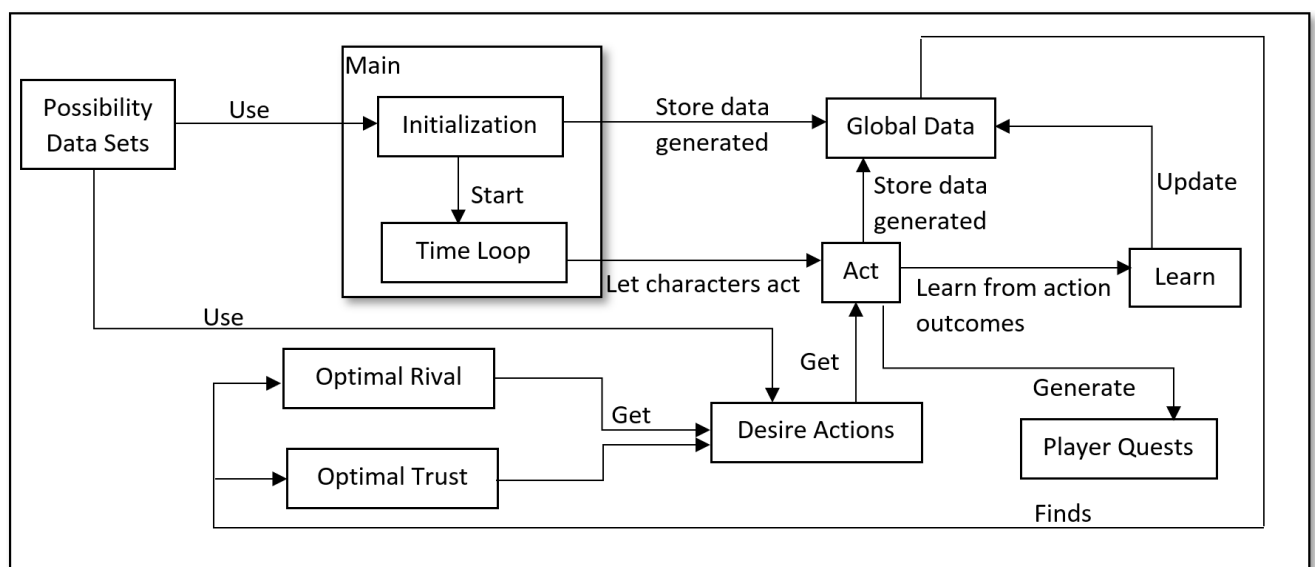 Main
Possibility
Data Sets
Use
Initialization
Store data
generated
Global Data
Start
Store data
generated
Update
Time Loop
Let characters act
Act
Learn from action
outcomes
Learn
Use
Optimal Rival
Get
Get
Generate
Desire Actions
Player Quests
Optimal Trust
Finds